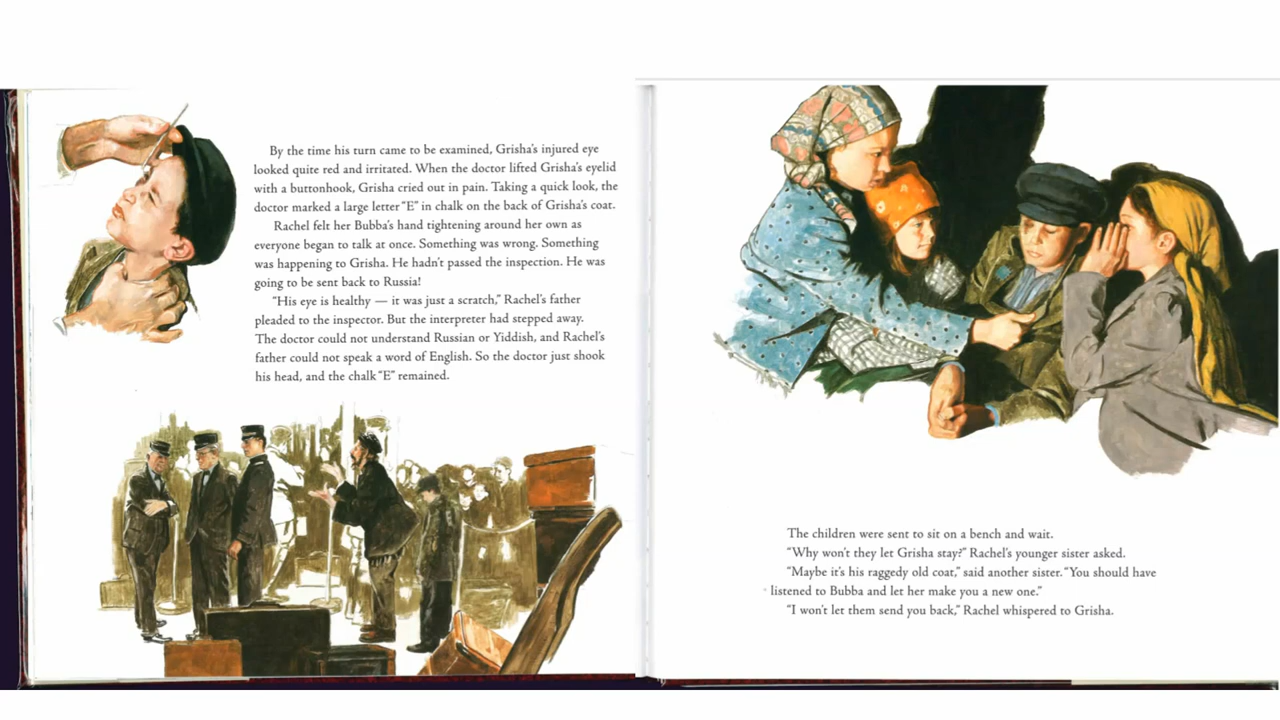 By the time his turn came to be examined, Grisha's injured eye
looked quite red and irritated. When the doctor lifted Grisha's eyelid
with a buttonhook, Grisha cried out in pain. Taking a quick look, the
doctor marked a large letter "E" in chalk on the back of Grisha's coat.
Rachel felt her Bubba's hand tightening around her own as
everyone began to talk at once. Something was wrong. Something
was happening to Grisha. He hadn't passed the inspection. He was
going to be sent back to Russia!
"His eye is healthy — it was just a scratch," Rachel's father
pleaded to the inspector. But the interpreter had stepped away.
The doctor could not understand Russian or Yiddish, and Rachel's
father could not speak a word of English. So the doctor just shook
his head, and the chalk "E" remained.
The children were sent to sit on a bench and wait.
"Why won't they let Grisha stay?" Rachel's younger sister asked.
"Maybe it's his raggedy old coat," said another sister. "You should have
listened to Bubba and let her make you a new one."
"I won't let them send you back," Rachel whispered to Grisha.